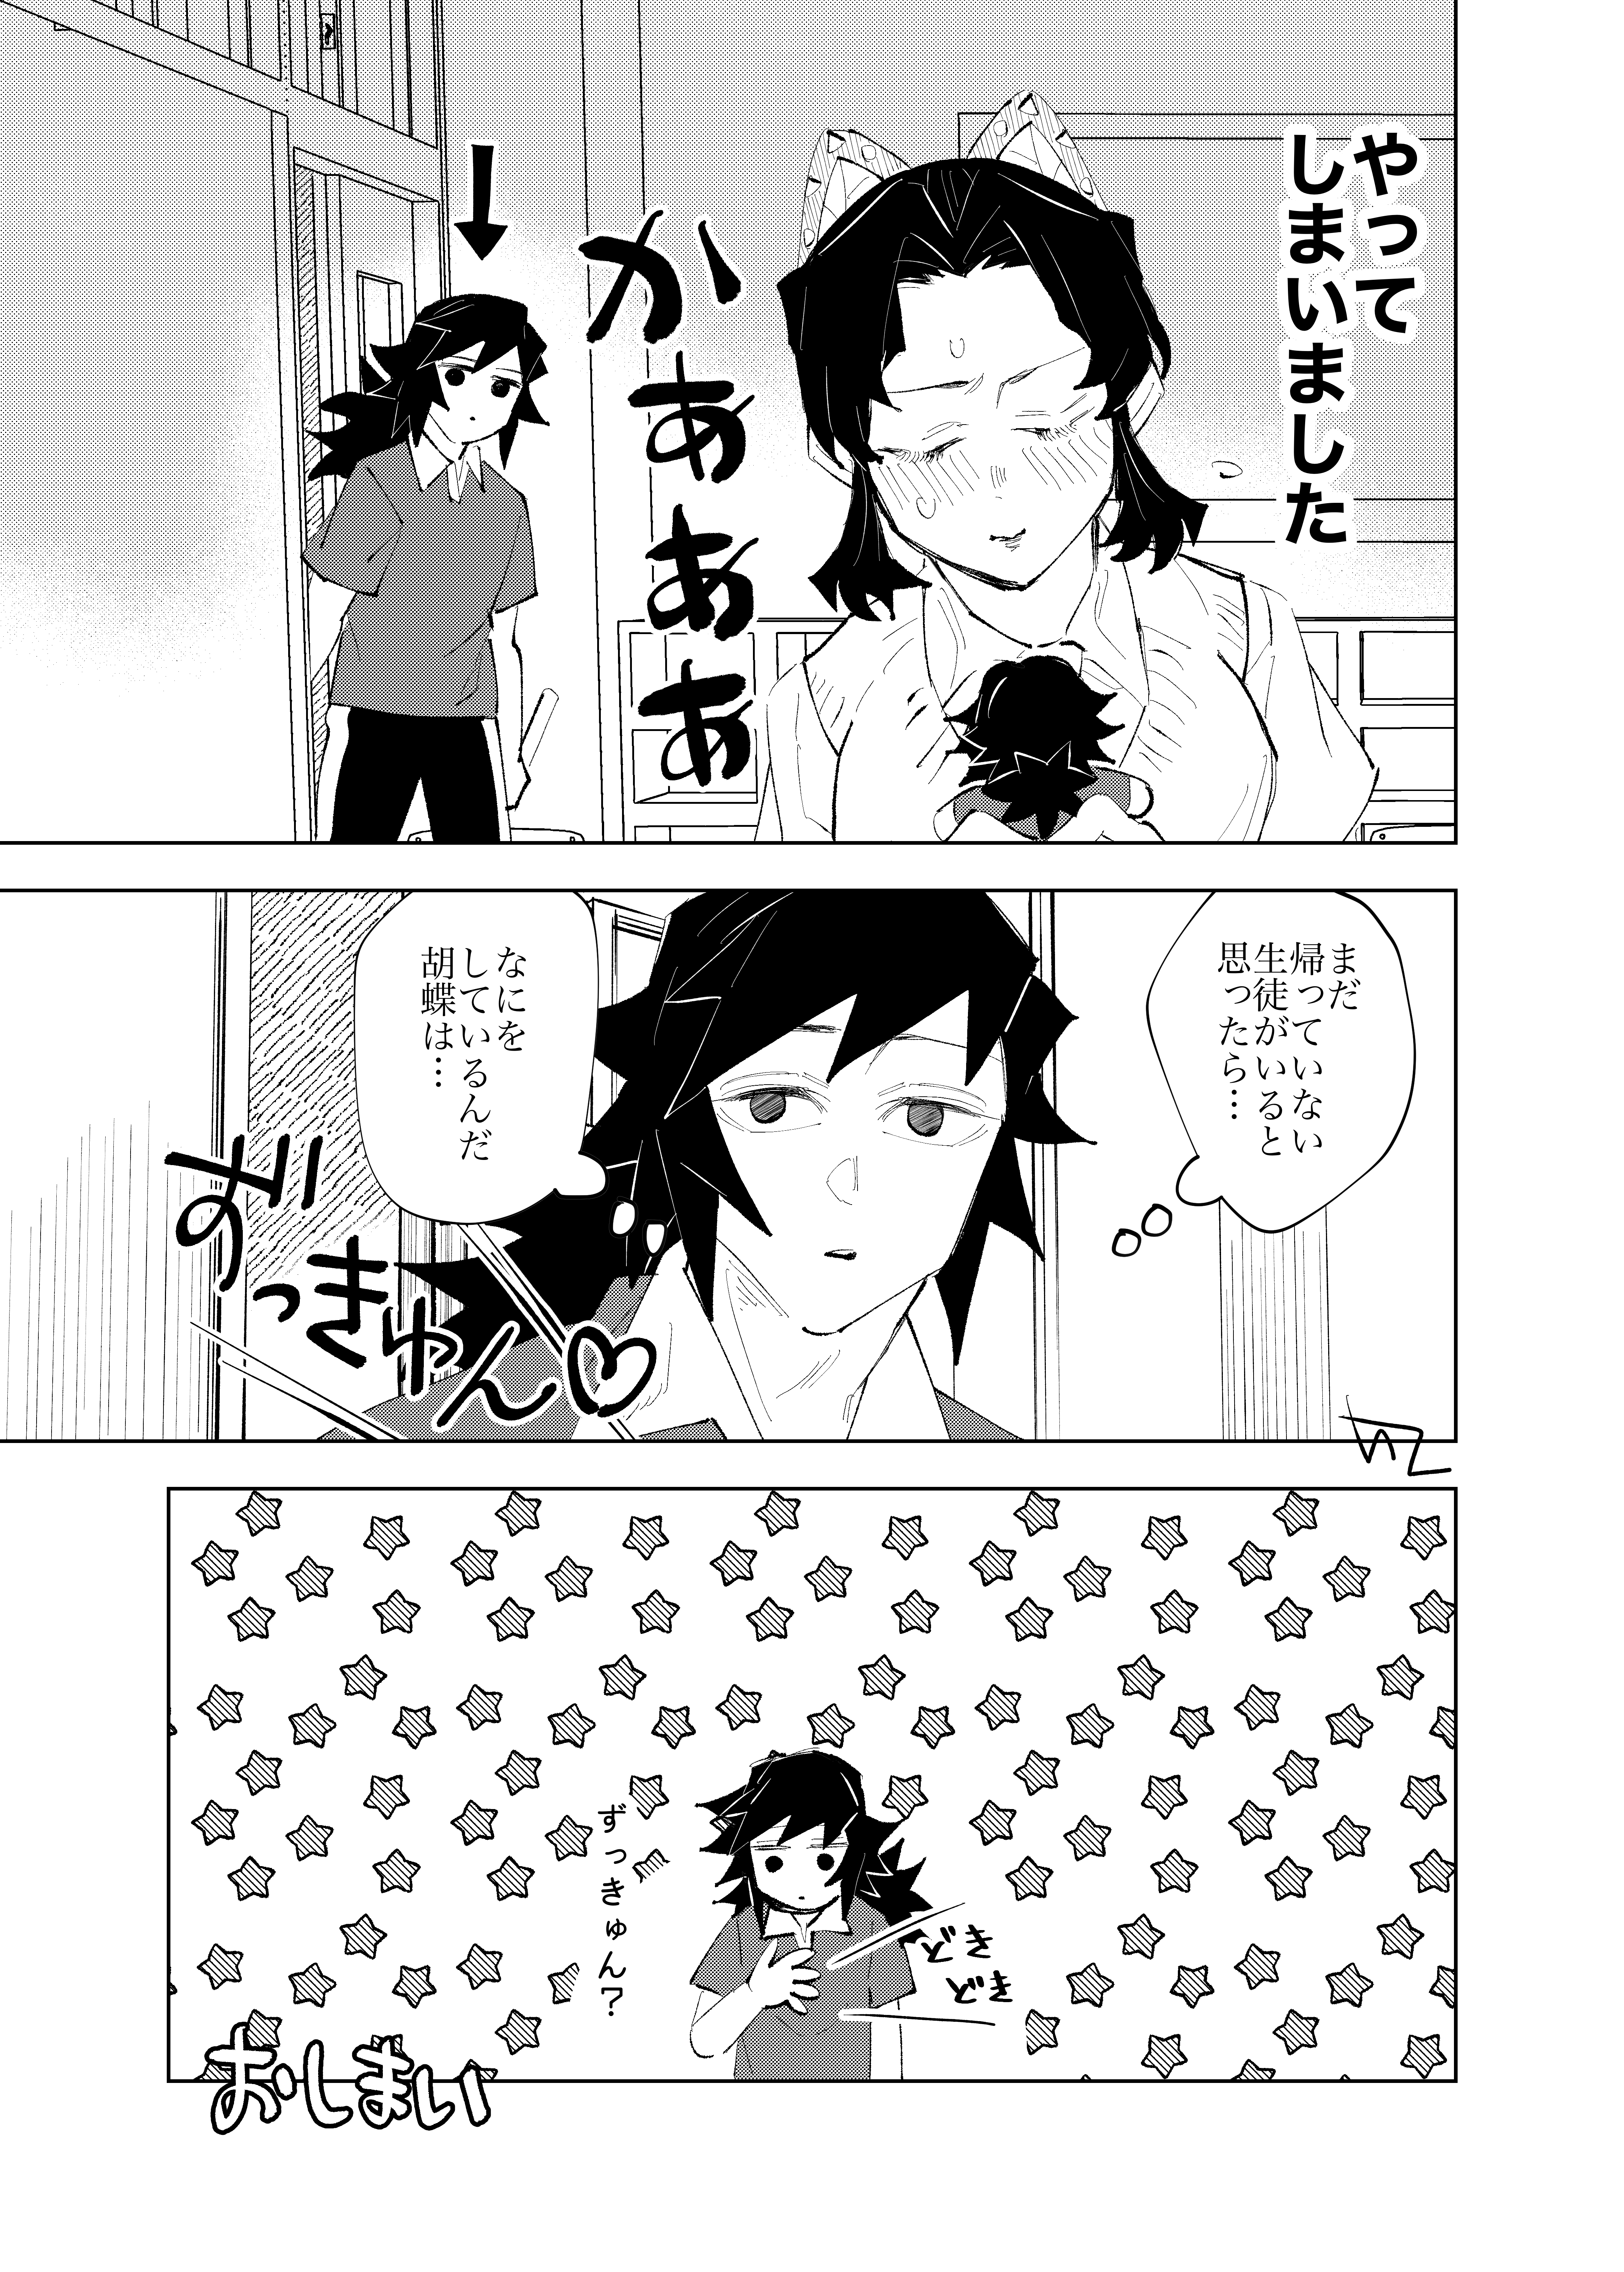 やって
しまいました
かぁぁぁ
まだ
帰っていない
生徒がいると
思ったら…
なにを
しているんだ
胡蝶は…
ずっきゅん♡
どき
どき
ずっきゅん?
おしまい